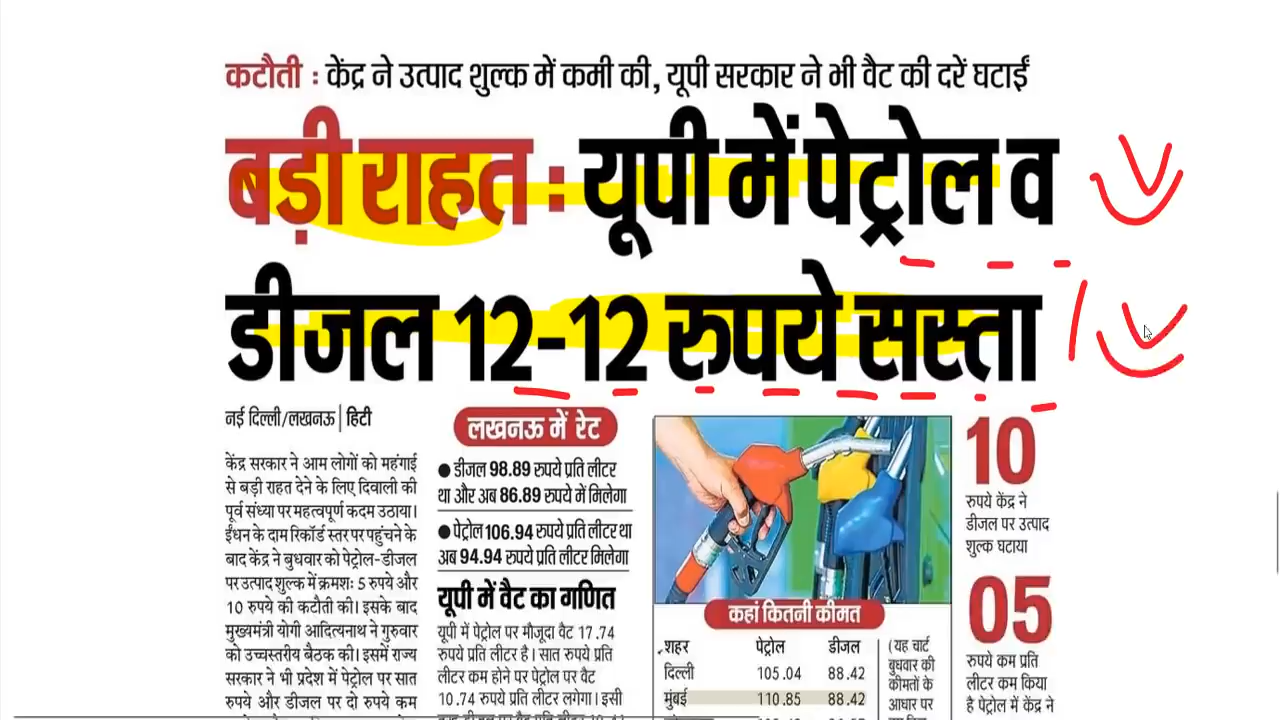 कटौती : केंद्र ने उत्पाद शुल्क में कमी की, यूपी सरकार ने भी वैट की दरें घटाईं
बड़ी राहत : यूपी में पेट्रोल व
डीजल 12-12 रुपये सस्ता
नई दिल्ली/लखनऊ | हिटी
केंद्र सरकार ने आम लोगों को महंगाई
से बड़ी राहत देने के लिए दिवाली की
पूर्व संध्या पर महत्वपूर्ण कदम उठाया।
ईंधन के दाम रिकॉर्ड स्तर पर पहुंचने के
बाद केंद्र ने बुधवार को पेट्रोल-डीजल
पर उत्पाद शुल्क में क्रमशः 5 रुपये और
10 रुपये की कटौती की। इसके बाद
मुख्यमंत्री योगी आदित्यनाथ ने गुरुवार
को उच्चस्तरीय बैठक की। इसमें राज्य
सरकार ने भी प्रदेश में पेट्रोल पर सात
रुपये और डीजल पर दो रुपये कम
लखनऊ में रेट
● डीजल 98.89 रुपये प्रति लीटर
था और अब 86.89 रुपये में मिलेगा
● पेट्रोल 106.94 रुपये प्रति लीटर था
अब 94.94 रुपये प्रति लीटर मिलेगा
यूपी में वैट का गणित
यूपी में पेट्रोल पर मौजूदा वैट 17.74
रुपये प्रति लीटर है। सात रुपये प्रति
लीटर कम होने पर पेट्रोल पर वैट
10.74 रुपये प्रति लीटर लगेगा। इसी
कहां कितनी कीमत
शहर पेट्रोल डीजल
दिल्ली 105.04 88.42
मुंबई 110.85 88.42
(यह चार्ट
बुधवार की
कीमतों के
आधार पर
10
रुपये केंद्र ने
डीजल पर उत्पाद
शुल्क घटाया
05
रुपये कम प्रति
लीटर कम किया
है पेट्रोल में केंद्र ने